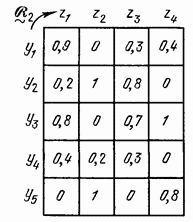 R₂ z₁ z₂ z₃ z₄
y₁ 0,9 0 0,3 0,4
y₂ 0,2 1 0,8 0
y₃ 0,8 0 0,7 1
y₄ 0,4 0,2 0,3 0
y₅ 0 1 0 0,8